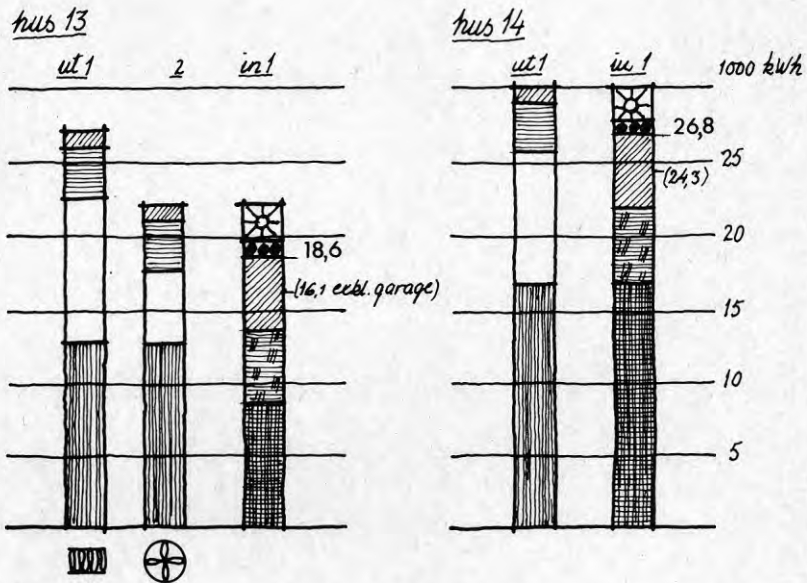 hus 13
ut 1 2 in 1
18,6
(16,1 exkl. garage)
hus 14
ut 1 in 1 1000 kWh
26,8
25
(24,3)
20
15
10
5